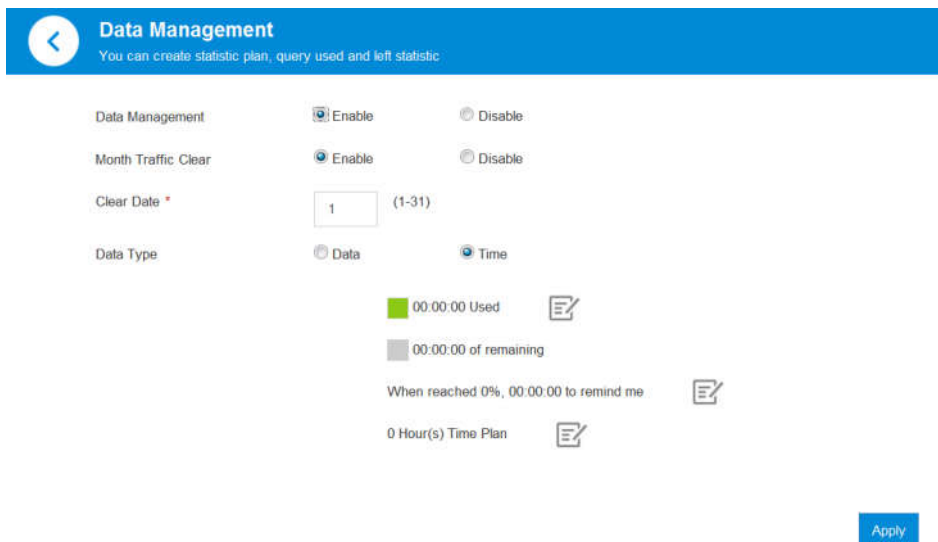 Data Management
You can create statistic plan, query used and left statistic
Data Management Enable Disable
Month Traffic Clear Enable Disable
Clear Date * 1 (1-31)
Data Type Data Time
00:00:00 Used
00:00:00 of remaining
When reached 0%, 00:00:00 to remind me
0 Hour(s) Time Plan
Apply